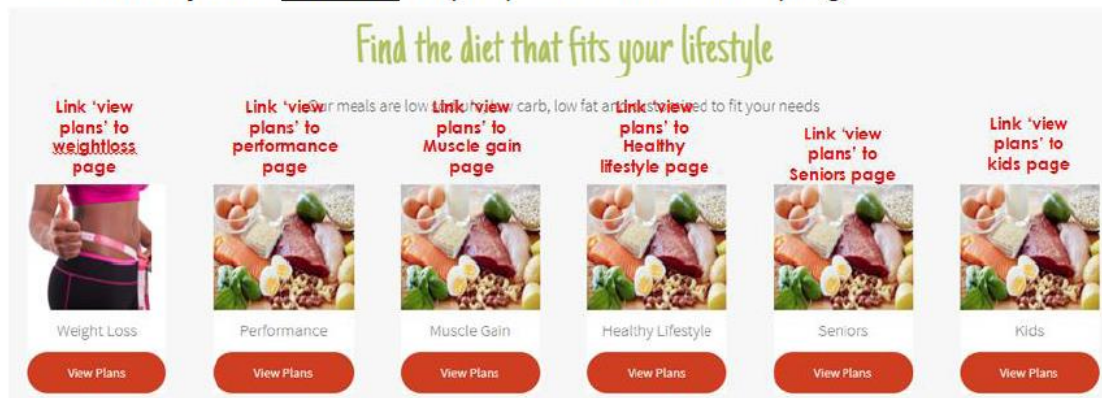 Find the diet that fits your lifestyle
Our meals are low carb, low fat and to fit your needs
Link 'view plans' to weightloss page
Link 'view plans' to performance page
Link 'view plans' to Muscle gain page
Link 'view plans' to Healthy lifestyle page
Link 'view plans' to Seniors page
Link 'view plans' to kids page
Weight Loss
Performance
Muscle Gain
Healthy Lifestyle
Seniors
Kids
View Plans
View Plans
View Plans
View Plans
View Plans
View Plans